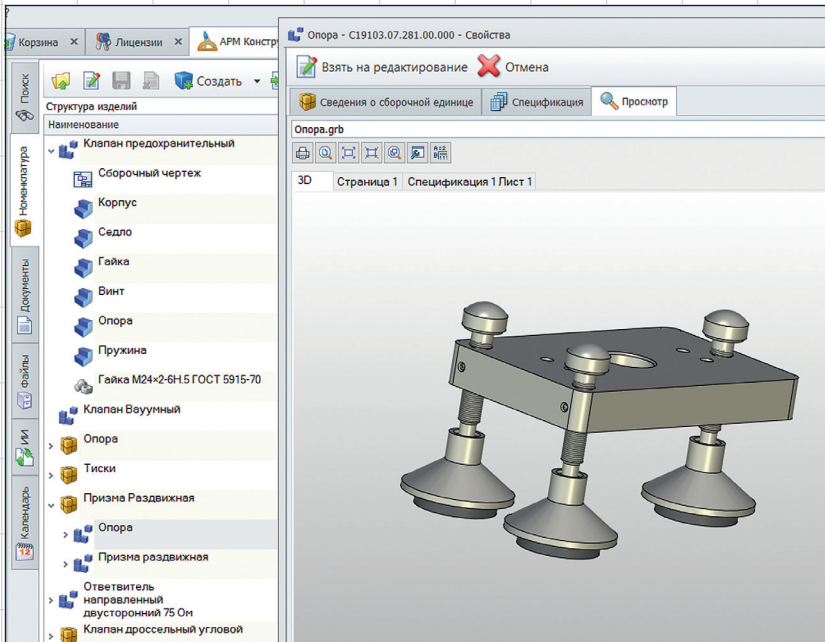 Корзина
Лицензии
АРМ Констру
Опора - С19103.07.281.00.000 - Свойства
Взять на редактирование
Отмена
Создать
Сведения о сборочной единице
Спецификация
Просмотр
Поиск
Номенклатура
Документы
Файлы
ИИ
Календарь
12
Структура изделий
Наименование
Клапан предохранительный
Сборочный чертеж
Корпус
Седло
Гайка
Винт
Опора
Пружина
Гайка М24×2-6Н.5 ГОСТ 5915-70
Клапан Вауумный
Опора
Тиски
Призма Раздвижная
Опора
Призма раздвижная
Ответвитель
направленный
двусторонний 75 Ом
Клапан дроссельный угловой
Опора.grb
3D
Страница 1
Спецификация 1 Лист 1